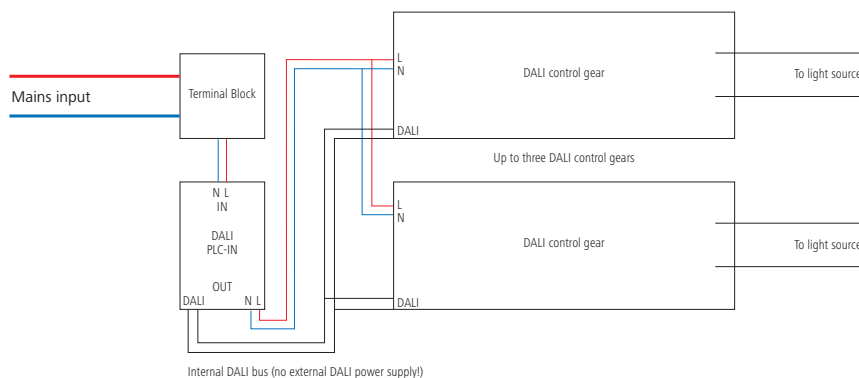 Mains input
Terminal Block
N L
IN
DALI
PLC-IN
OUT
DALI
N L
L
N
DALI control gear
DALI
To light source
Up to three DALI control gears
L
N
DALI control gear
DALI
To light source
Internal DALI bus (no external DALI power supply!)